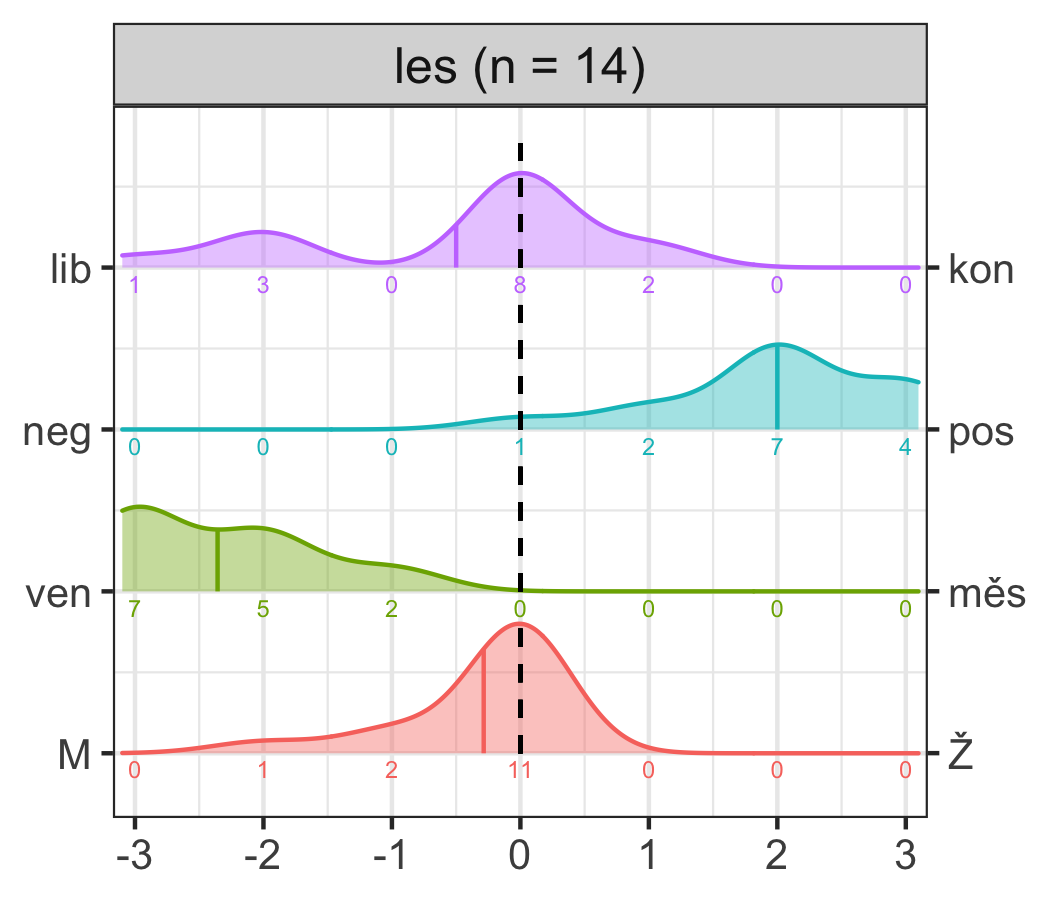 les (n = 14)
lib kon
1 3 0 8 2 0 0
neg pos
0 0 0 1 2 7 4
ven měs
7 5 2 0 0 0 0
M Ž
0 1 2 11 0 0 0
-3 -2 -1 0 1 2 3